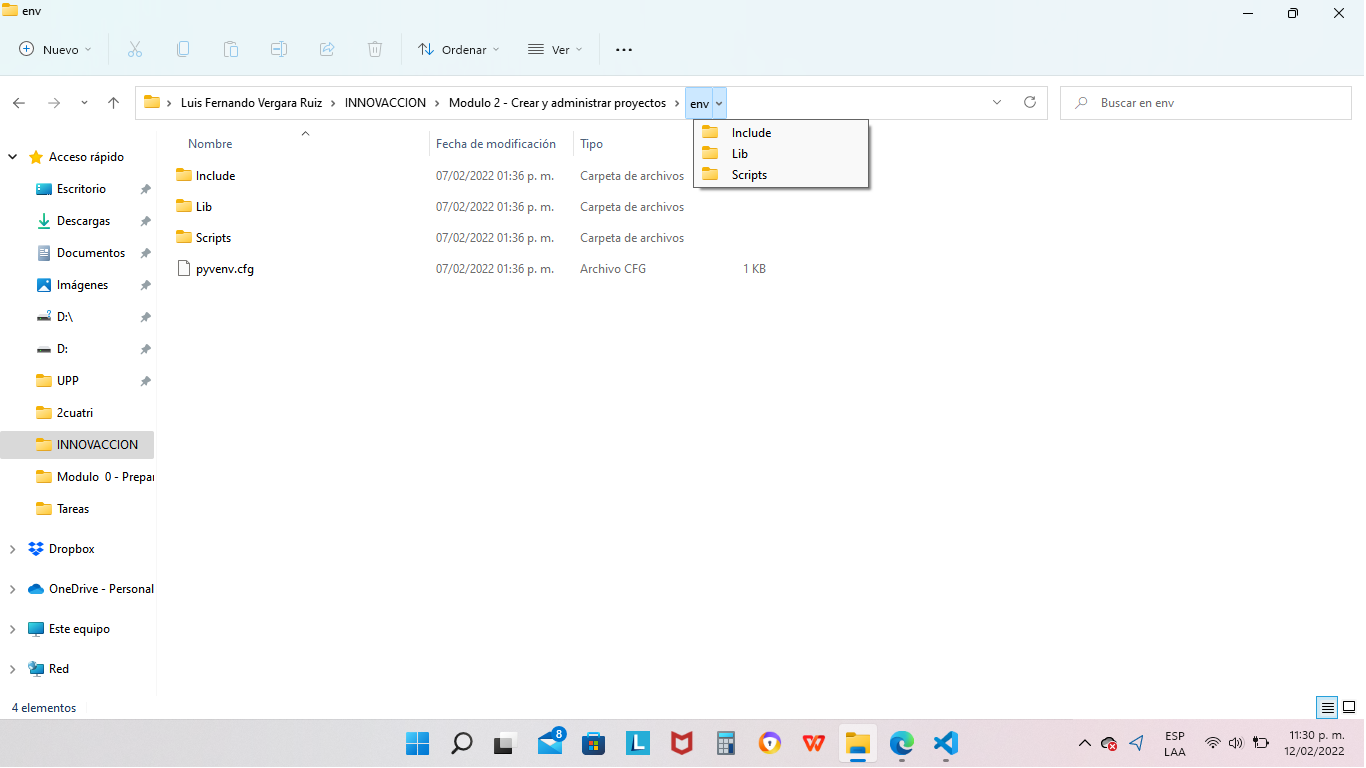 env
Nuevo
Ordenar
Ver
Luis Fernando Vergara Ruiz > INNOVACCION > Modulo 2 - Crear y administrar proyectos > env
Buscar en env
Include
Lib
Scripts
Nombre Fecha de modificación Tipo
Include 07/02/2022 01:36 p. m. Carpeta de archivos
Lib 07/02/2022 01:36 p. m. Carpeta de archivos
Scripts 07/02/2022 01:36 p. m. Carpeta de archivos
pyvenv.cfg 07/02/2022 01:36 p. m. Archivo CFG 1 KB
Acceso rápido
Escritorio
Descargas
Documentos
Imágenes
D:\
D:
UPP
2cuatri
INNOVACCION
Modulo 0 - Prepar
Tareas
Dropbox
OneDrive - Personal
Este equipo
Red
4 elementos
8
L
W
ESP
LAA
11:30 p. m.
12/02/2022